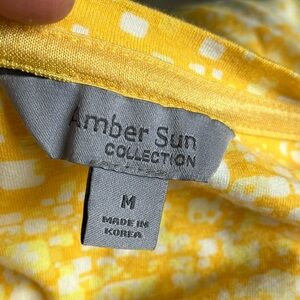 Amber Sun
COLLECTION
M
MADE IN
KOREA